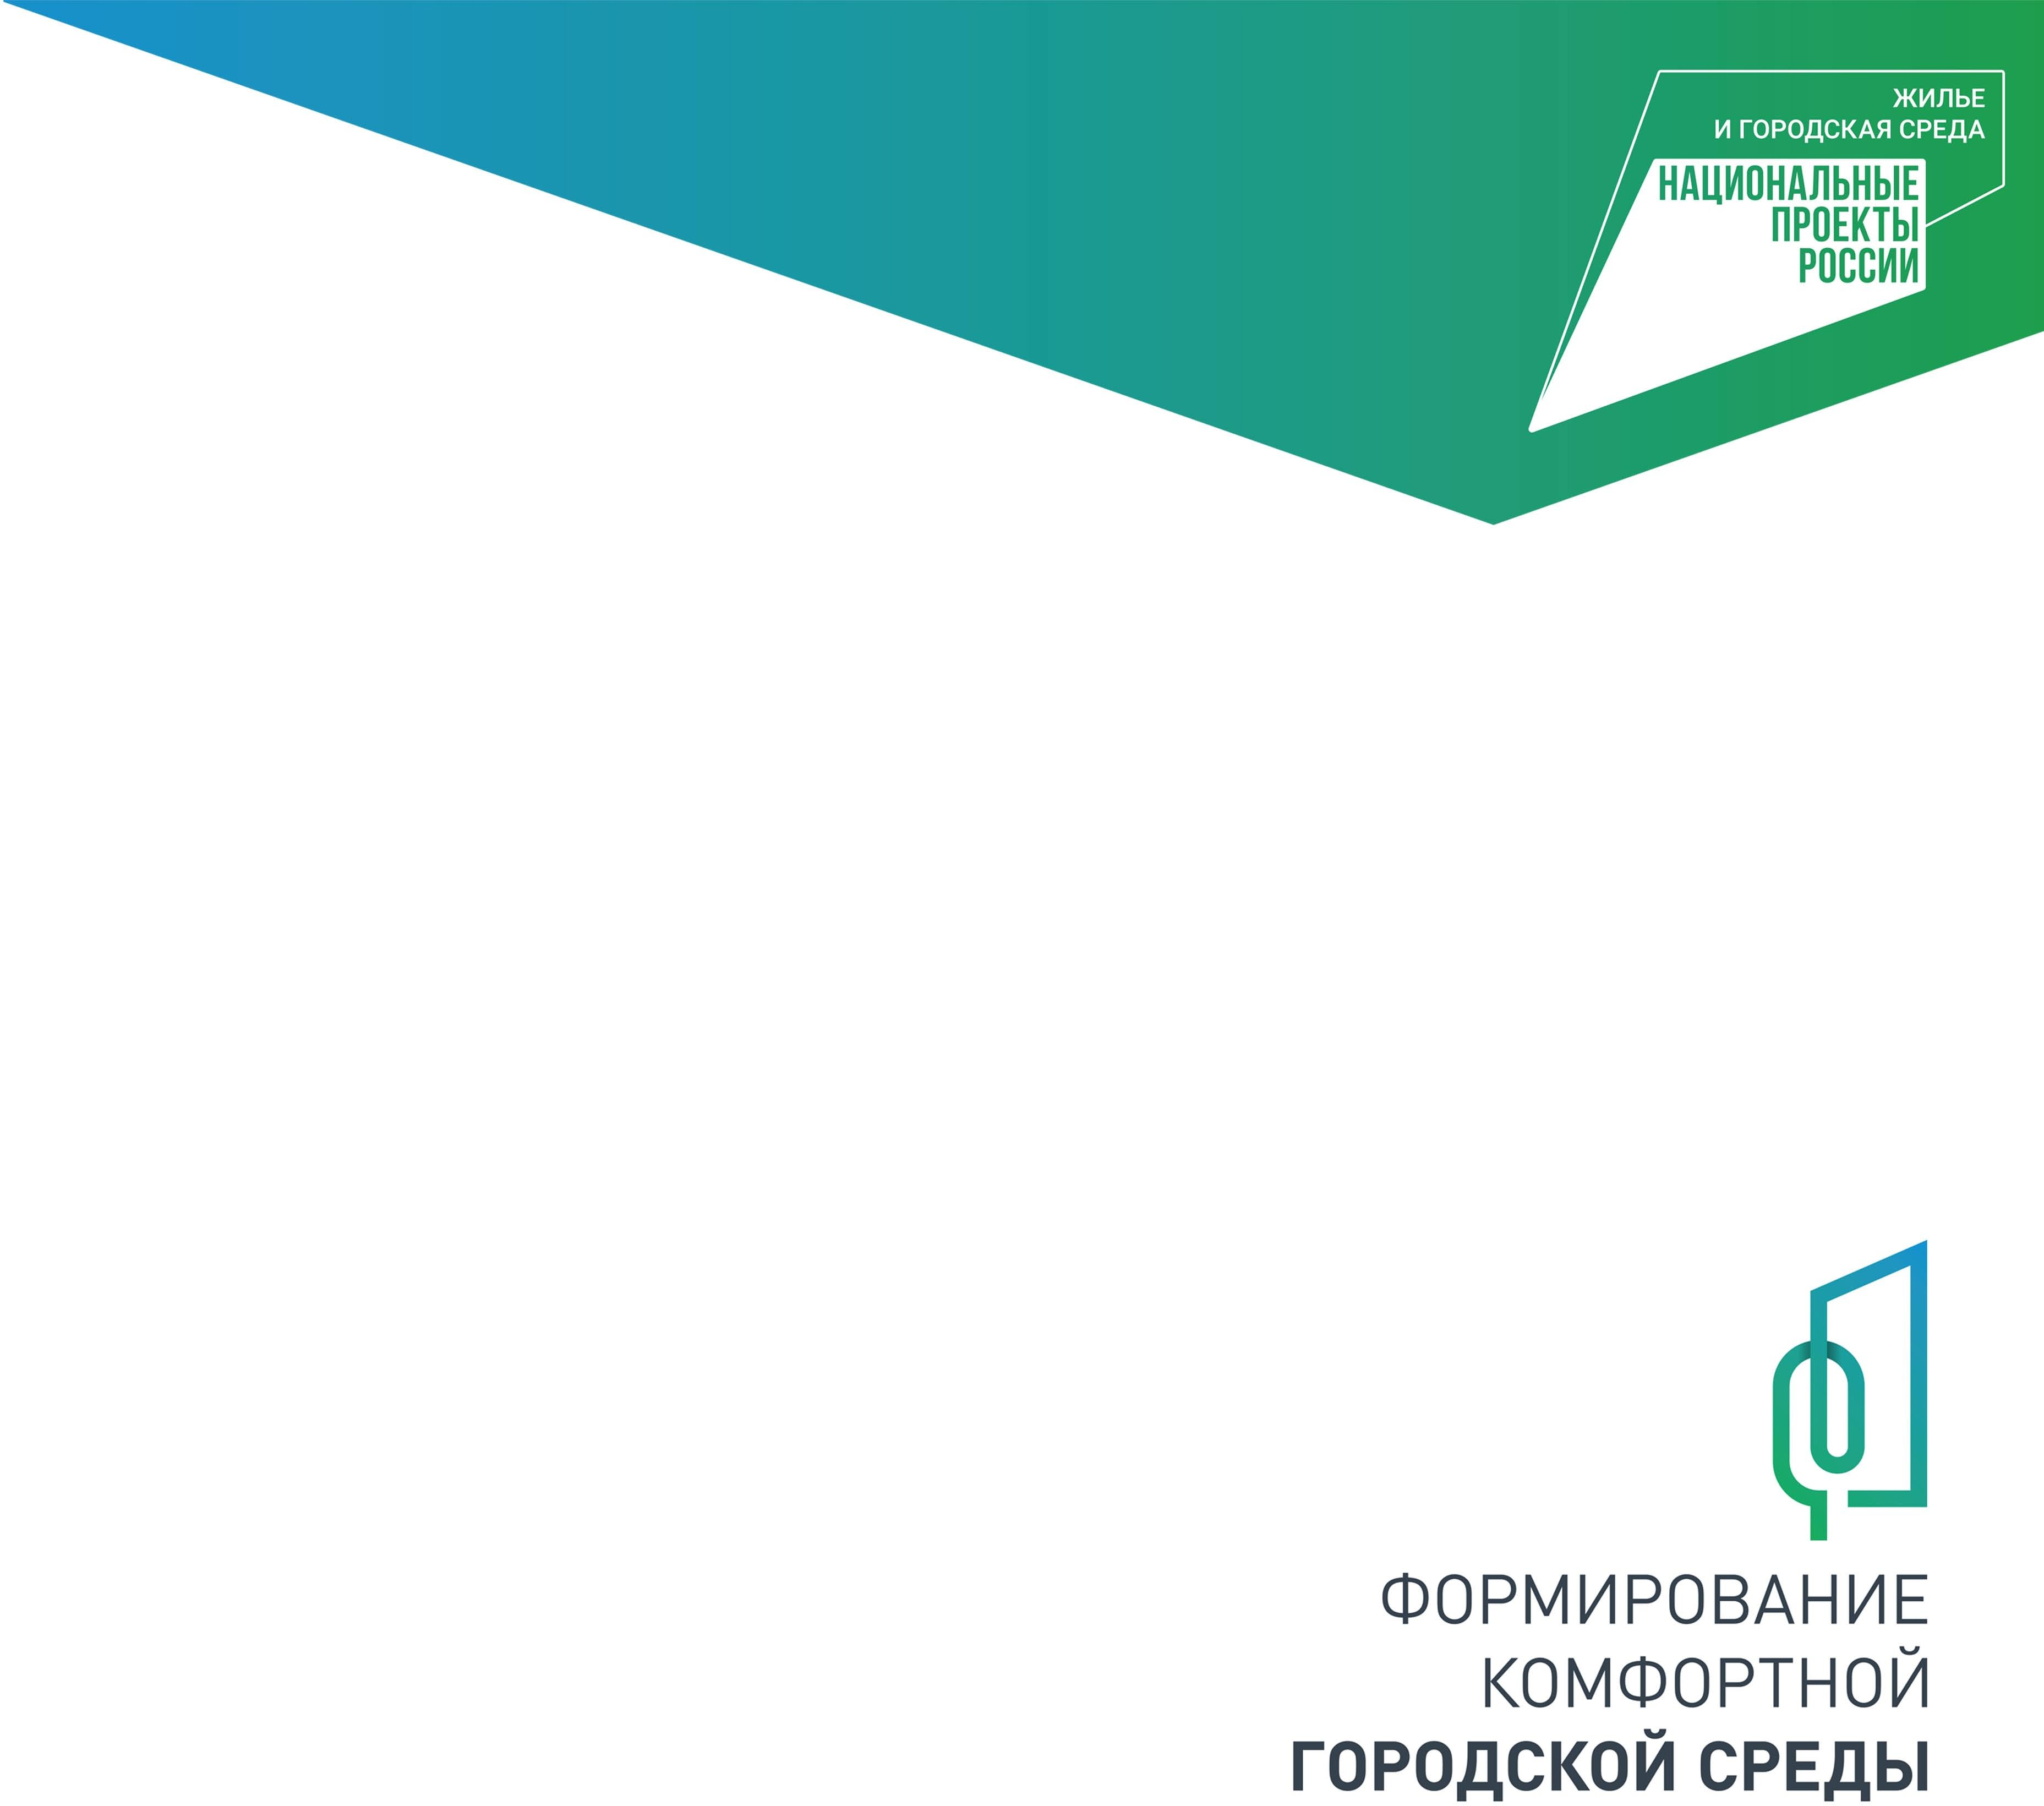 ЖИЛЬЕ
И ГОРОДСКАЯ СРЕДА
НАЦИОНАЛЬНЫЕ
ПРОЕКТЫ
РОССИИ
ФОРМИРОВАНИЕ
КОМФОРТНОЙ
ГОРОДСКОЙ СРЕДЫ